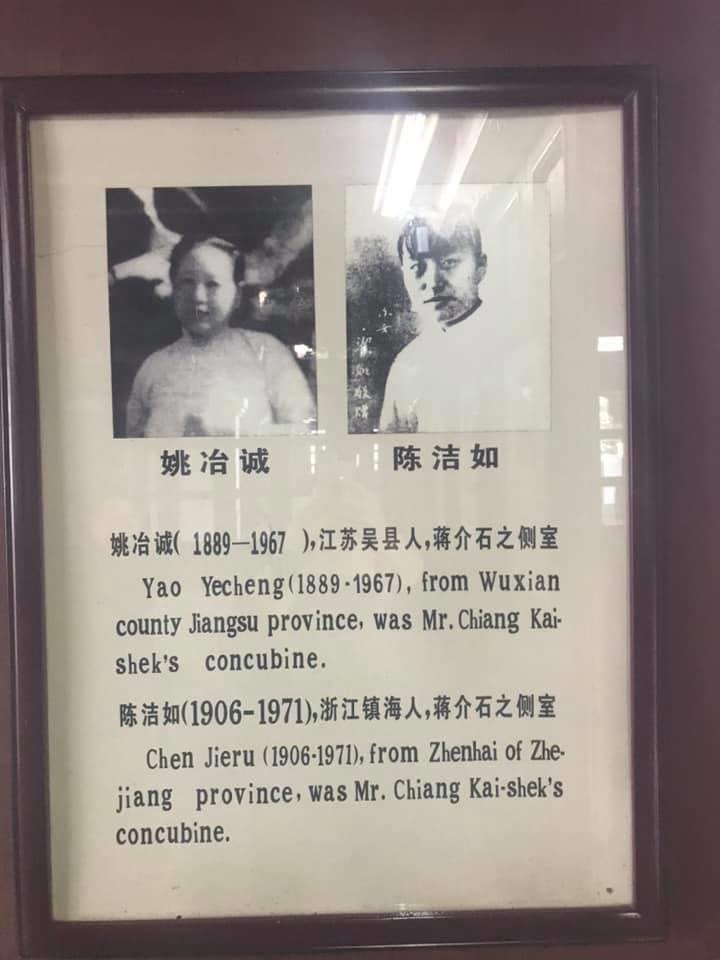 姚冶诚
陈洁如
姚冶诚( 1889—1967 ),江苏吴县人,蒋介石之侧室
Yao Yecheng(1889-1967), from Wuxian
county Jiangsu province, was Mr. Chiang Kai-
shek's concubine.
陈洁如(1906-1971),浙江镇海人,蒋介石之侧室
Chen Jieru (1906-1971), from Zhenhai of Zhe-
jiang province, was Mr. Chiang Kai-shek's
concubine.